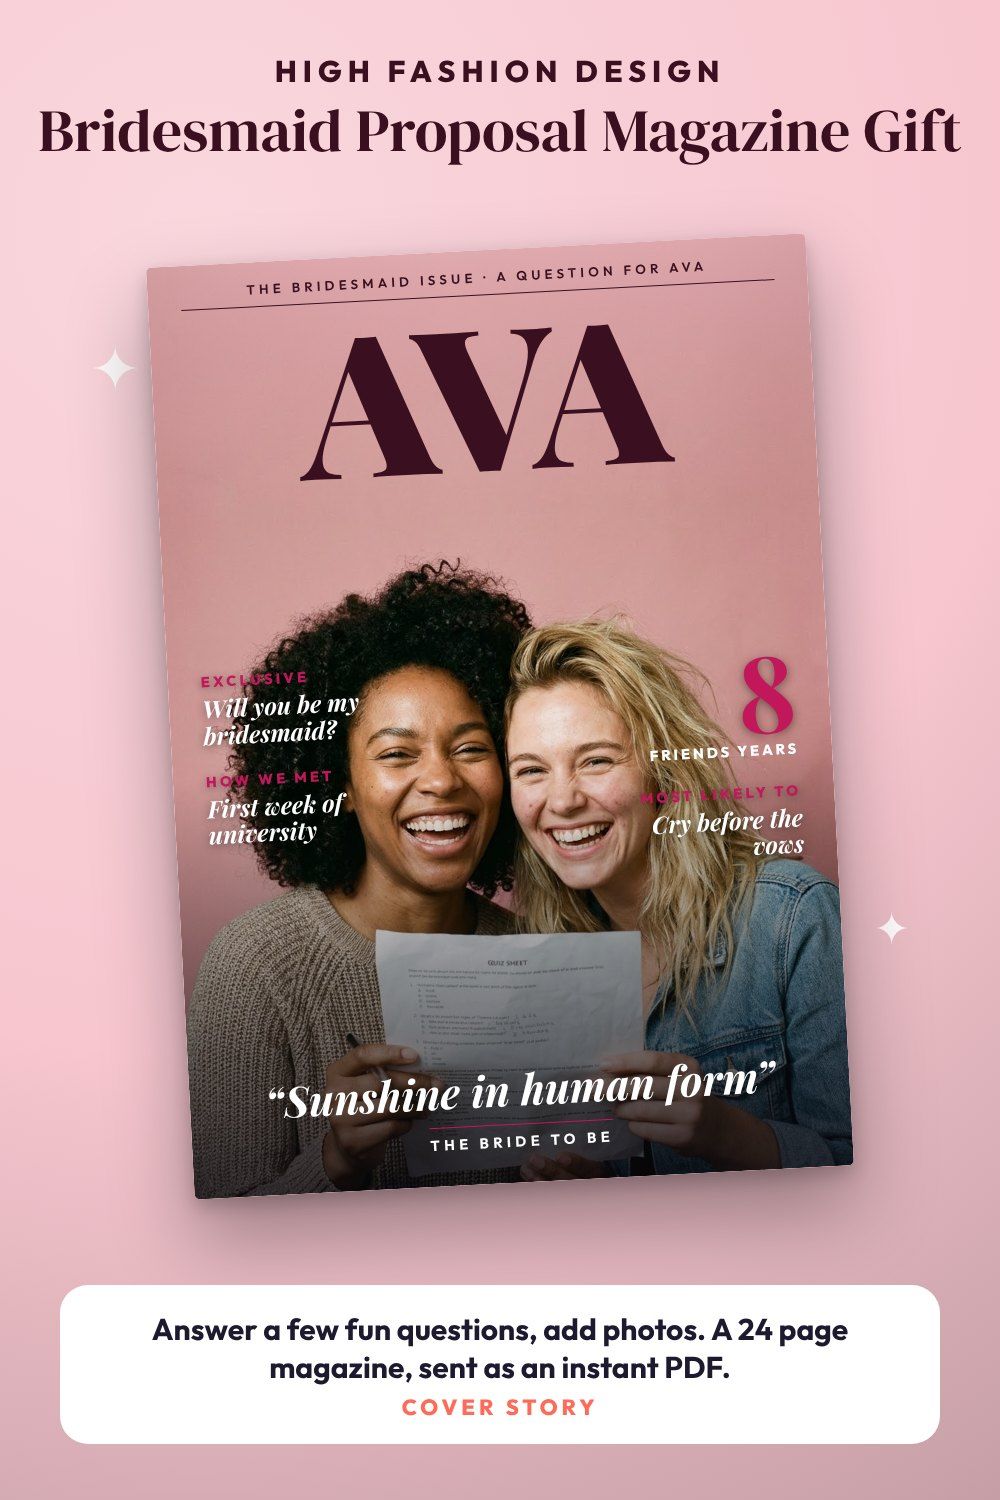 HIGH FASHION DESIGN
Bridesmaid Proposal Magazine Gift
THE BRIDESMAID ISSUE · A QUESTION FOR AVA
AVA
EXCLUSIVE
Will you be my
bridesmaid?
HOW WE MET
First week of
university
8
FRIENDS YEARS
MOST LIKELY TO
Cry before the
vows
QUIZ SHEET
“Sunshine in human form”
THE BRIDE TO BE
Answer a few fun questions, add photos. A 24 page
magazine, sent as an instant PDF.
COVER STORY